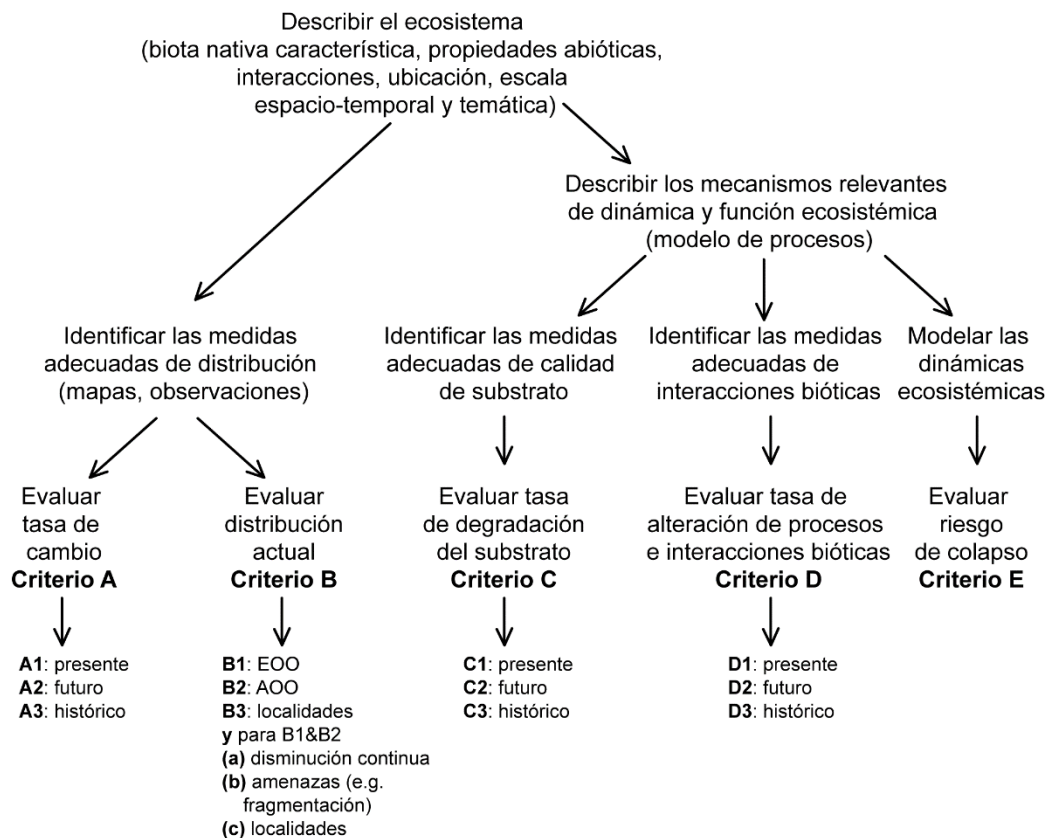 Describir el ecosistema
(biota nativa característica, propiedades abióticas,
interacciones, ubicación, escala
espacio-temporal y temática)
Describir los mecanismos relevantes
de dinámica y función ecosistémica
(modelo de procesos)
Identificar las medidas
adecuadas de distribución
(mapas, observaciones)
Identificar las medidas
adecuadas de calidad
de substrato
Identificar las medidas
adecuadas de
interacciones bióticas
Modelar las
dinámicas
ecosistémicas
Evaluar
tasa de
cambio
Criterio A
Evaluar
distribución
actual
Criterio B
Evaluar tasa
de degradación
del substrato
Criterio C
Evaluar tasa de
alteración de procesos
e interacciones bióticas
Criterio D
Evaluar
riesgo
de colapso
Criterio E
A1: presente
A2: futuro
A3: histórico
B1: EOO
B2: AOO
B3: localidades
y para B1&B2
(a) disminución continua
(b) amenazas (e.g.
fragmentación)
(c) localidades
C1: presente
C2: futuro
C3: histórico
D1: presente
D2: futuro
D3: histórico